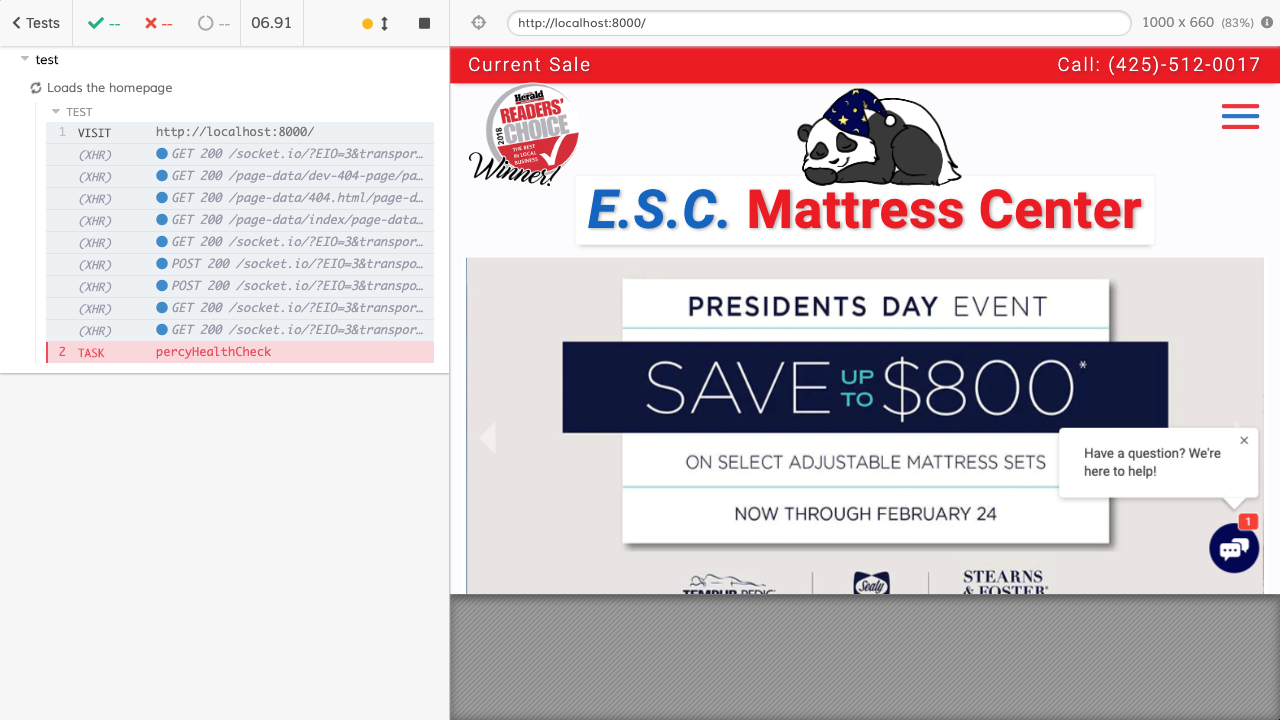 Tests
--
--
--
06.91
http://localhost:8000/
1000 x 660 (83%)
test
Loads the homepage
TEST
1 VISIT http://localhost:8000/
(XHR) GET 200 /socket.io/?EIO=3&transpor…
(XHR) GET 200 /page-data/dev-404-page/pa…
(XHR) GET 200 /page-data/404.html/page-d…
(XHR) GET 200 /page-data/index/page-data…
(XHR) GET 200 /socket.io/?EIO=3&transpor…
(XHR) POST 200 /socket.io/?EIO=3&transpo…
(XHR) POST 200 /socket.io/?EIO=3&transpo…
(XHR) GET 200 /socket.io/?EIO=3&transpor…
(XHR) GET 200 /socket.io/?EIO=3&transpor…
2 TASK percyHealthCheck
Current Sale
Call: (425)-512-0017
Herald
READERS'
CHOICE
2018
THE BEST
IN LOCAL
BUSINESS
Winner!
E.S.C. Mattress Center
PRESIDENTS DAY EVENT
SAVE UP TO $800*
ON SELECT ADJUSTABLE MATTRESS SETS
NOW THROUGH FEBRUARY 24
Have a question? We're
here to help!
1
TEMPUR-PEDIC
Sealy
STEARNS
& FOSTER